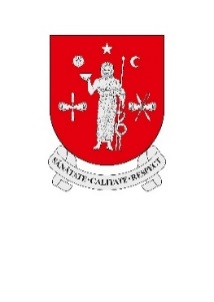 SĂNĂTATE • CALITATE • RESPECT